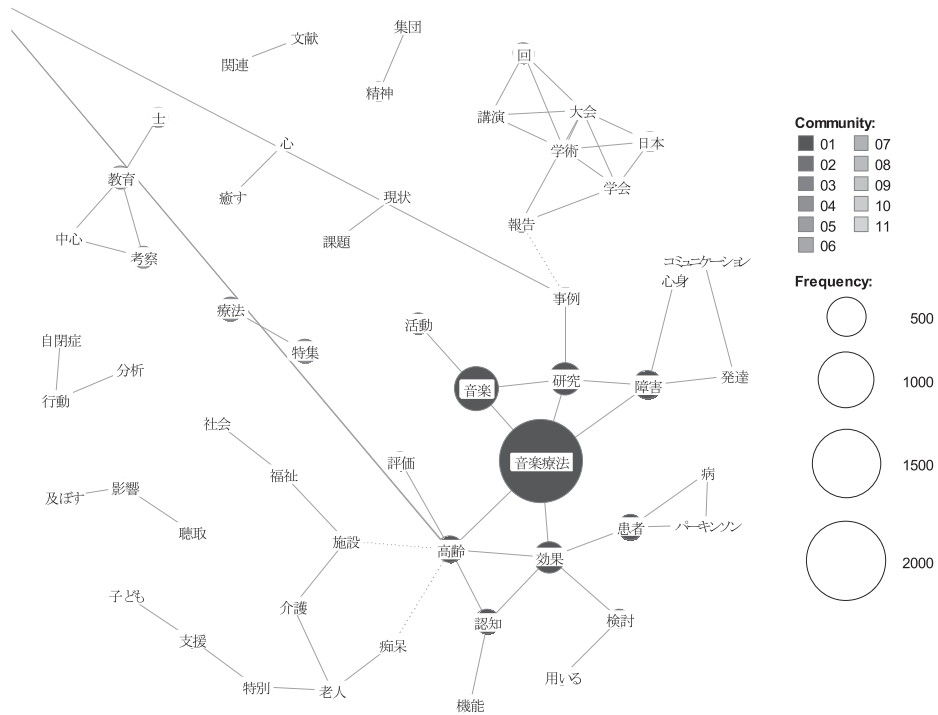 集団
文献
関連
回
精神
大会
講演
士
日本
学術
心
教育
学会
癒す
現状
報告
中心
課題
考察
コミュニケーション
心身
事例
療法
活動
自閉症
特集
分析
発達
研究
障害
音楽
行動
社会
音楽療法
評価
福祉
病
影響
及ぼす
患者
パーキンソン
聴取
施設
高齢
効果
子ども
介護
検討
認知
支援
痴呆
用いる
特別
老人
機能
Community:
01 07
02 08
03 09
04 10
05 11
06
Frequency:
500
1000
1500
2000